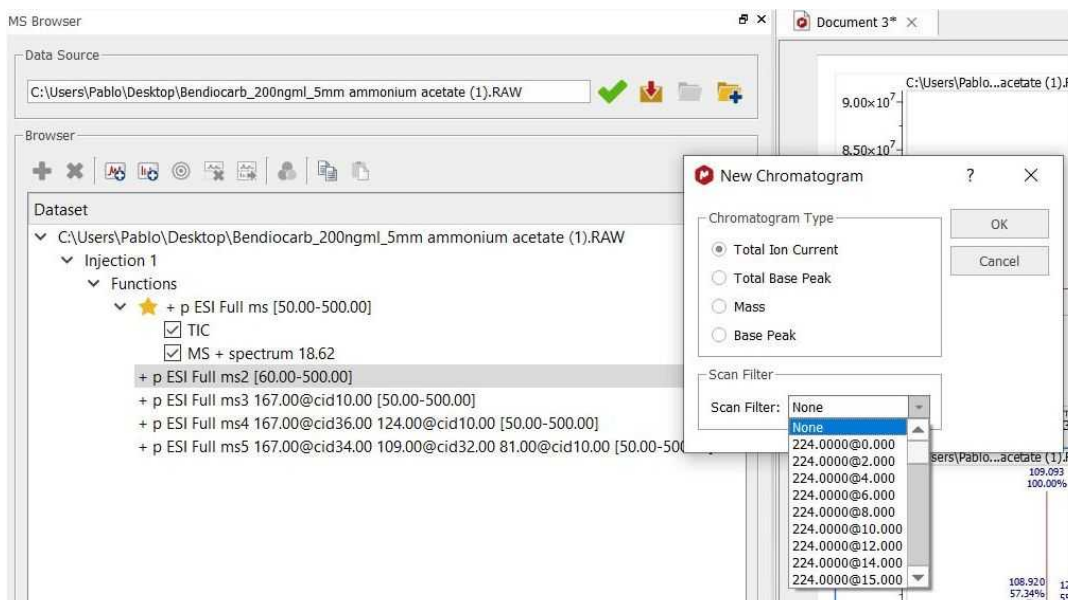 MS Browser
Data Source
C:\Users\Pablo\Desktop\Bendiocarb_200ngml_5mm ammonium acetate (1).RAW
Browser
Dataset
C:\Users\Pablo\Desktop\Bendiocarb_200ngml_5mm ammonium acetate (1).RAW
Injection 1
Functions
+ p ESI Full ms [50.00-500.00]
TIC
MS + spectrum 18.62
+ p ESI Full ms2 [60.00-500.00]
+ p ESI Full ms3 167.00@cid10.00 [50.00-500.00]
+ p ESI Full ms4 167.00@cid36.00 124.00@cid10.00 [50.00-500.00]
+ p ESI Full ms5 167.00@cid34.00 109.00@cid32.00 81.00@cid10.00 [50.00-50
Document 3*
C:\Users\Pablo...acetate (1).
9.00×10⁷
8.50×10⁷
New Chromatogram
?
Chromatogram Type
Total Ion Current
Total Base Peak
Mass
Base Peak
OK
Cancel
Scan Filter
Scan Filter: None
None
224.0000@0.000
224.0000@2.000
224.0000@4.000
224.0000@6.000
224.0000@8.000
224.0000@10.000
224.0000@12.000
224.0000@14.000
224.0000@15.000
sers\Pablo...acetate (1).
109.093
100.00%
108.920
57.34%